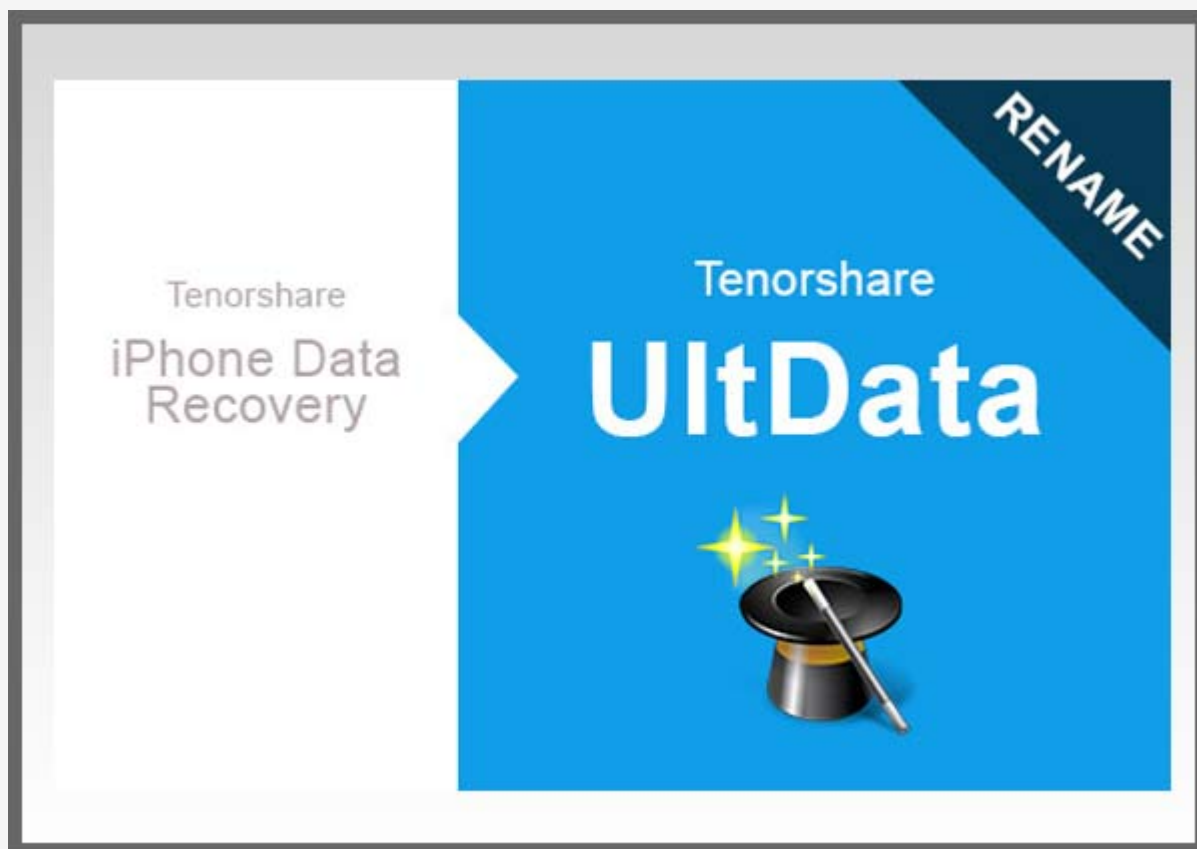 Tenorshare
iPhone Data
Recovery
Tenorshare
UltData
RENAME